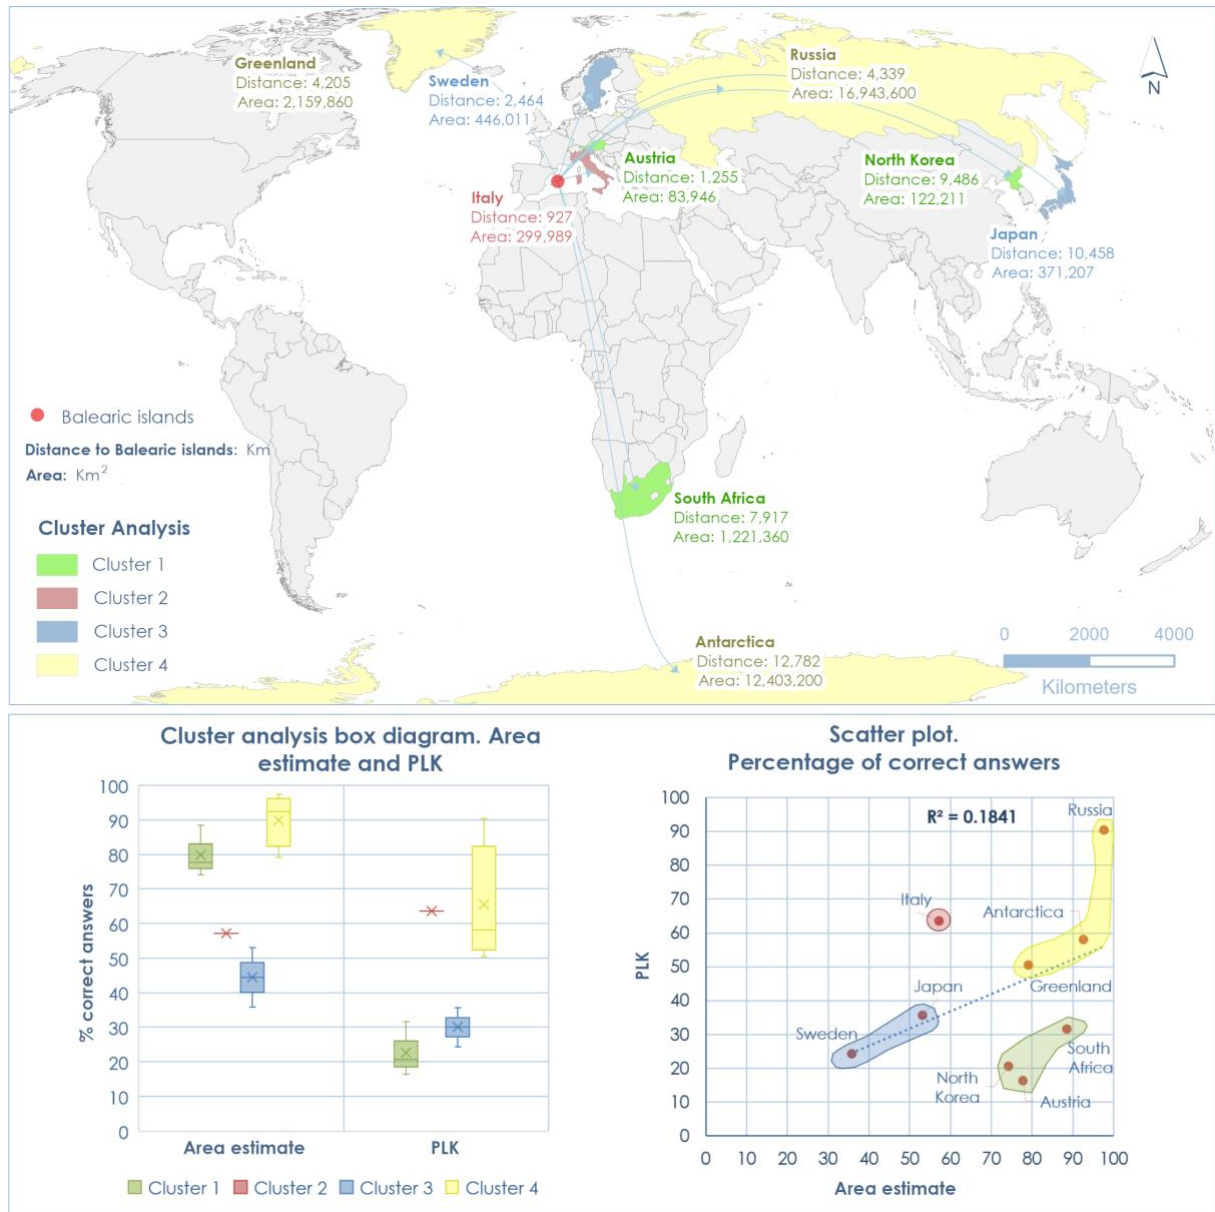 Greenland
Distance: 4,205
Area: 2,159,860
Sweden
Distance: 2,464
Area: 446,011
Russia
Distance: 4,339
Area: 16,943,600
N
Austria
Distance: 1,255
Area: 83,946
North Korea
Distance: 9,486
Area: 122,211
Italy
Distance: 927
Area: 299,989
Japan
Distance: 10,458
Area: 371,207
Balearic islands
Distance to Balearic islands: Km
Area: Km²
South Africa
Distance: 7,917
Area: 1,221,360
Cluster Analysis
Cluster 1
Cluster 2
Cluster 3
Cluster 4
Antarctica
Distance: 12,782
Area: 12,403,200
0 2000 4000
Kilometers
Cluster analysis box diagram. Area
estimate and PLK
100
90
80
70
60
50
40
30
20
10
0
% correct answers
Area estimate PLK
Cluster 1 Cluster 2 Cluster 3 Cluster 4
Scatter plot.
Percentage of correct answers
100
90
80
70
60
50
40
30
20
10
0
PLK
R² = 0.1841
Russia
Italy
Antarctica
Greenland
Japan
Sweden
South
Africa
North
Korea
Austria
0 10 20 30 40 50 60 70 80 90 100
Area estimate